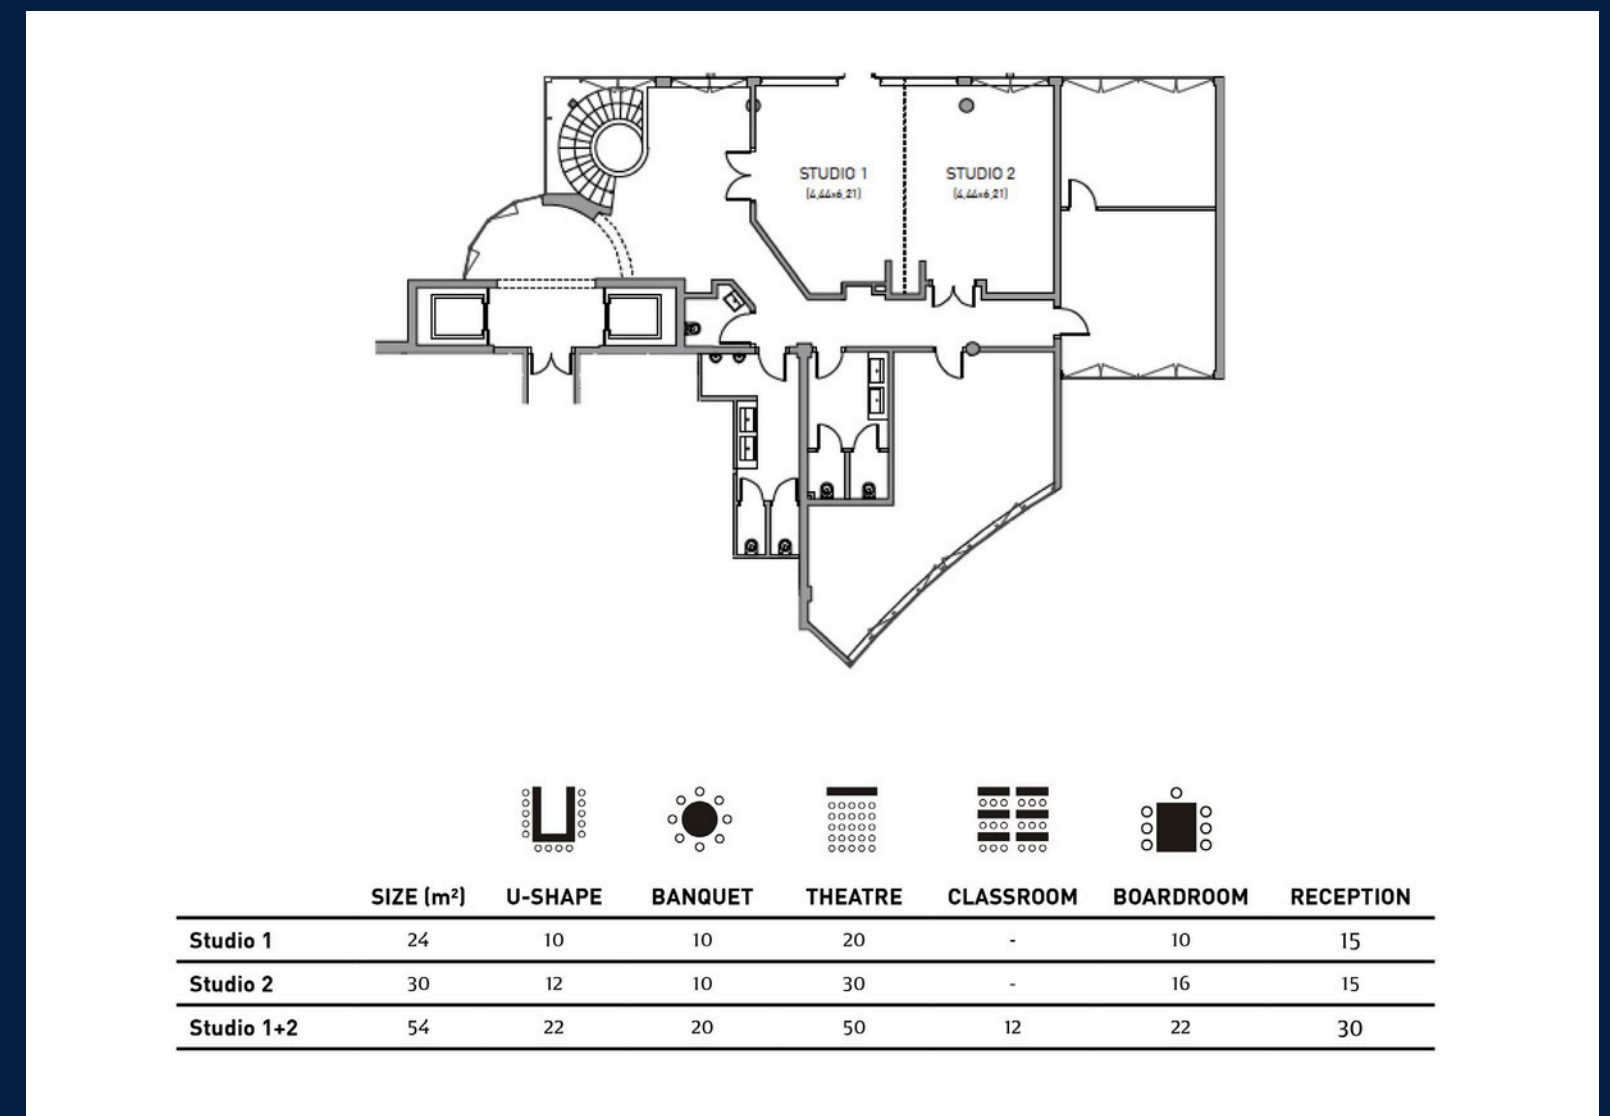 STUDIO 1 STUDIO 2
(4,44x6,21) (4,44x6,21)
SIZE (m²) U-SHAPE BANQUET THEATRE CLASSROOM BOARDROOM RECEPTION
Studio 1 24 10 10 20 - 10 15
Studio 2 30 12 10 30 - 16 15
Studio 1+2 54 22 20 50 12 22 30